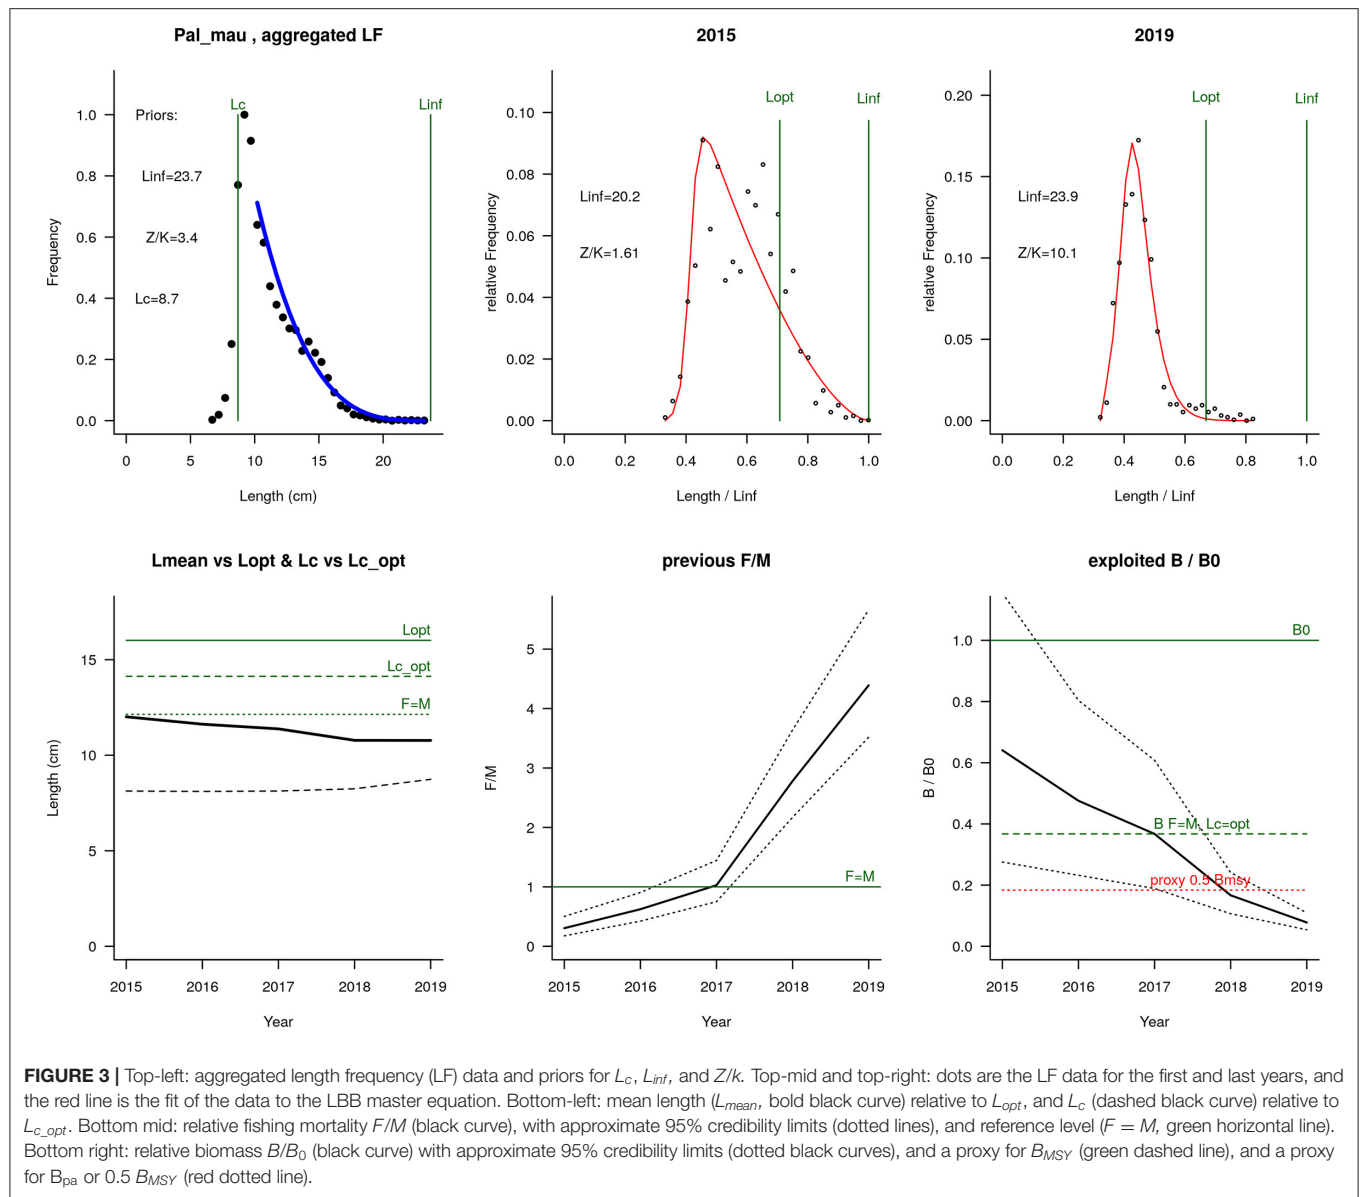 Pal_mau , aggregated LF
Lc
Linf
Priors:
Linf=23.7
Z/K=3.4
Lc=8.7
Frequency
1.0
0.8
0.6
0.4
0.2
0.0
0 5 10 15 20
Length (cm)
2015
Lopt
Linf
Linf=20.2
Z/K=1.61
relative Frequency
0.10
0.08
0.06
0.04
0.02
0.00
0.0 0.2 0.4 0.6 0.8 1.0
Length / Linf
2019
Lopt
Linf
Linf=23.9
Z/K=10.1
relative Frequency
0.20
0.15
0.10
0.05
0.00
0.0 0.2 0.4 0.6 0.8 1.0
Length / Linf
Lmean vs Lopt & Lc vs Lc_opt
Lopt
Lc_opt
F=M
Length (cm)
15
10
5
0
2015 2016 2017 2018 2019
Year
previous F/M
F=M
F/M
5
4
3
2
1
0
2015 2016 2017 2018 2019
Year
exploited B / B0
B0
B F=M, Lc=opt
proxy 0.5 Bmsy
B / B0
1.0
0.8
0.6
0.4
0.2
0.0
2015 2016 2017 2018 2019
Year
FIGURE 3 | Top-left: aggregated length frequency (LF) data and priors for Lc, Linf, and Z/k. Top-mid and top-right: dots are the LF data for the first and last years, and
the red line is the fit of the data to the LBB master equation. Bottom-left: mean length (Lmean, bold black curve) relative to Lopt, and Lc (dashed black curve) relative to
Lc_opt. Bottom mid: relative fishing mortality F/M (black curve), with approximate 95% credibility limits (dotted lines), and reference level (F = M, green horizontal line).
Bottom right: relative biomass B/B0 (black curve) with approximate 95% credibility limits (dotted black curves), and a proxy for BMSY (green dashed line), and a proxy
for Bpa or 0.5 BMSY (red dotted line).